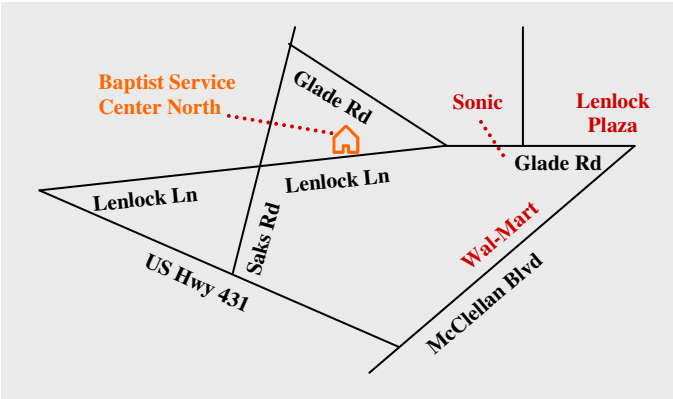 Baptist Service
Center North
Glade Rd
Sonic
Lenlock
Plaza
Glade Rd
Lenlock Ln
Lenlock Ln
Saks Rd
Wal-Mart
US Hwy 431
McClellan Blvd